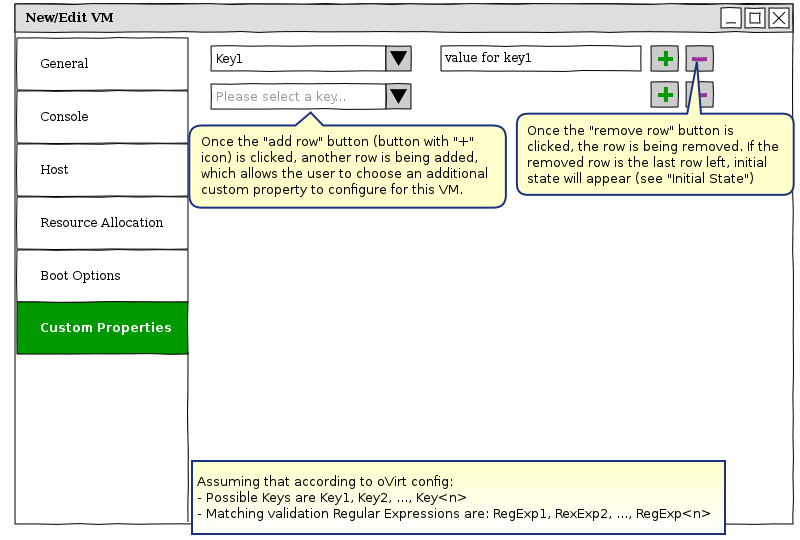 New/Edit VM
General
Console
Host
Resource Allocation
Boot Options
Custom Properties
Key1
value for key1
Please select a key...
Once the "add row" button (button with "+"
icon) is clicked, another row is being added,
which allows the user to choose an additional
custom property to configure for this VM.
Once the "remove row" button is
clicked, the row is being removed. If the
removed row is the last row left, initial
state will appear (see "Initial State")
Assuming that according to oVirt config:
- Possible Keys are Key1, Key2, ..., Key<n>
- Matching validation Regular Expressions are: RegExp1, RexExp2, ..., RegExp<n>